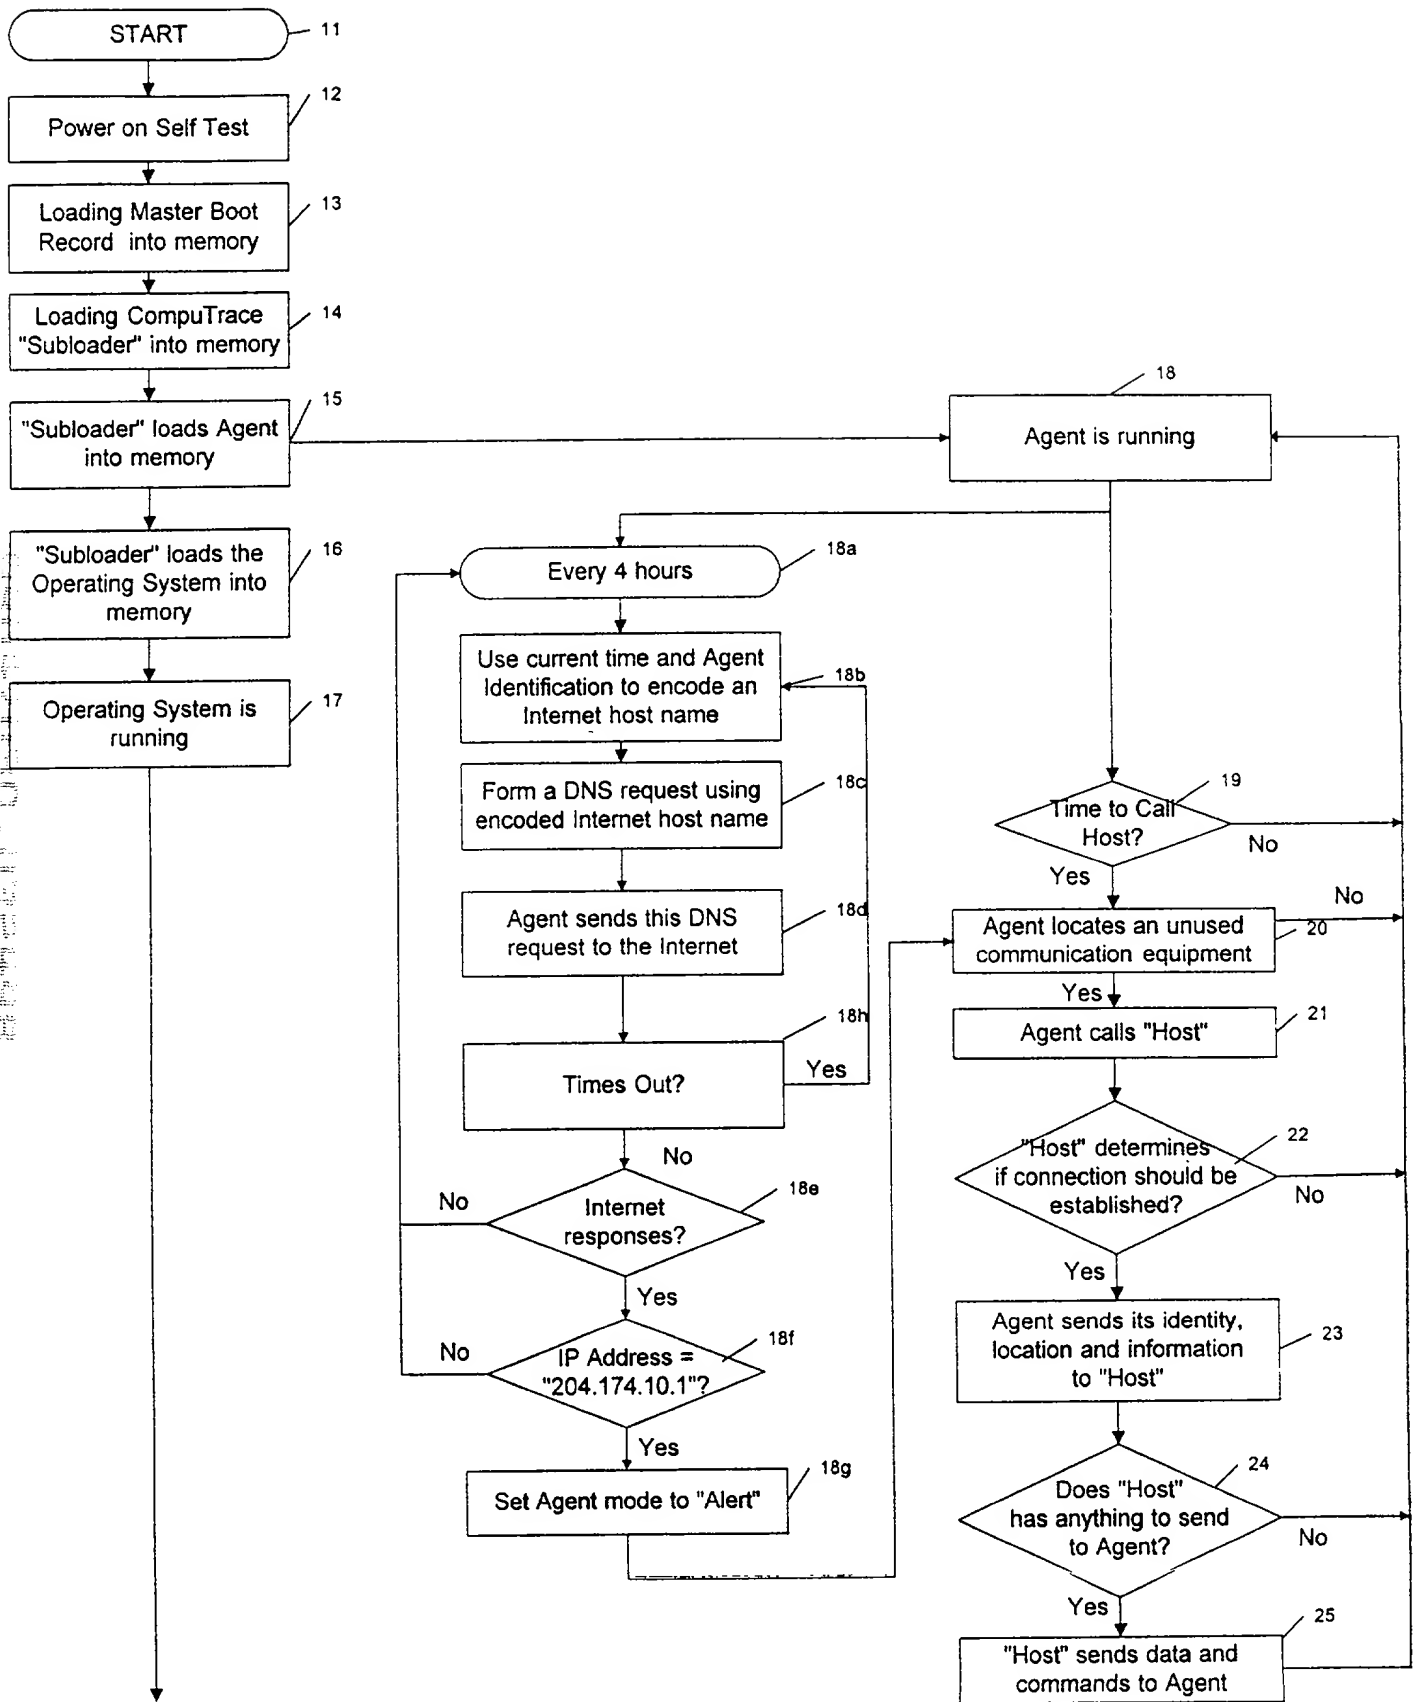 START
11
12
Power on Self Test
13
Loading Master Boot
Record into memory
14
Loading CompuTrace
"Subloader" into memory
15
"Subloader" loads Agent
into memory
16
"Subloader" loads the
Operating System into
memory
17
Operating System is
running
18
Agent is running
18a
Every 4 hours
Use current time and Agent
Identification to encode an
Internet host name
18b
Form a DNS request using
encoded Internet host name
18c
Agent sends this DNS
request to the Internet
18d
18h
Times Out?
Yes
No
Internet
responses?
18e
No
Yes
IP Address =
"204.174.10.1"?
18f
No
Yes
Set Agent mode to "Alert"
18g
19
Time to Call
Host?
No
Yes
Agent locates an unused
communication equipment
20
No
Yes
Agent calls "Host"
21
"Host" determines
if connection should be
established?
22
No
Yes
Agent sends its identity,
location and information
to "Host"
23
Does "Host"
has anything to send
to Agent?
24
No
Yes
25
"Host" sends data and
commands to Agent